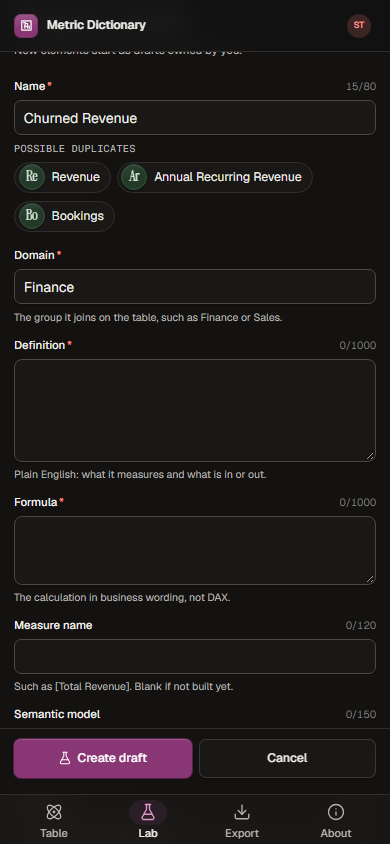 Metric Dictionary
ST
New elements start as drafts owned by you.
Name*
15/80
Churned Revenue
POSSIBLE DUPLICATES
Re Revenue
Ar Annual Recurring Revenue
Bo Bookings
Domain*
Finance
The group it joins on the table, such as Finance or Sales.
Definition*
0/1000
Plain English: what it measures and what is in or out.
Formula*
0/1000
The calculation in business wording, not DAX.
Measure name
0/120
Such as [Total Revenue]. Blank if not built yet.
Semantic model
0/150
Create draft
Cancel
Table
Lab
Export
About